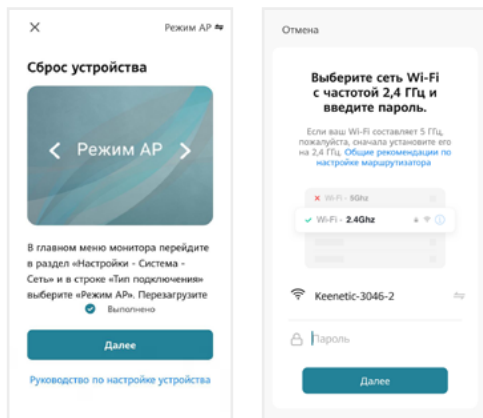 Режим AP
Сброс устройства
Режим AP
В главном меню монитора перейдите
в раздел «Настройки - Система -
Сеть» и в строке «Тип подключения»
выберите «Режим AP». Перезагрузите
Выполнено
Далее
Руководство по настройке устройства
Отмена
Выберите сеть Wi-Fi
с частотой 2,4 ГГц и
введите пароль.
Если ваш Wi-Fi составляет 5 ГГц,
пожалуйста, сначала установите его
на 2,4 ГГц. Общие рекомендации по
настройке маршрутизатора
Wi-Fi - 5Ghz
Wi-Fi - 2.4Ghz
Keenetic-3046-2
Пароль
Далее